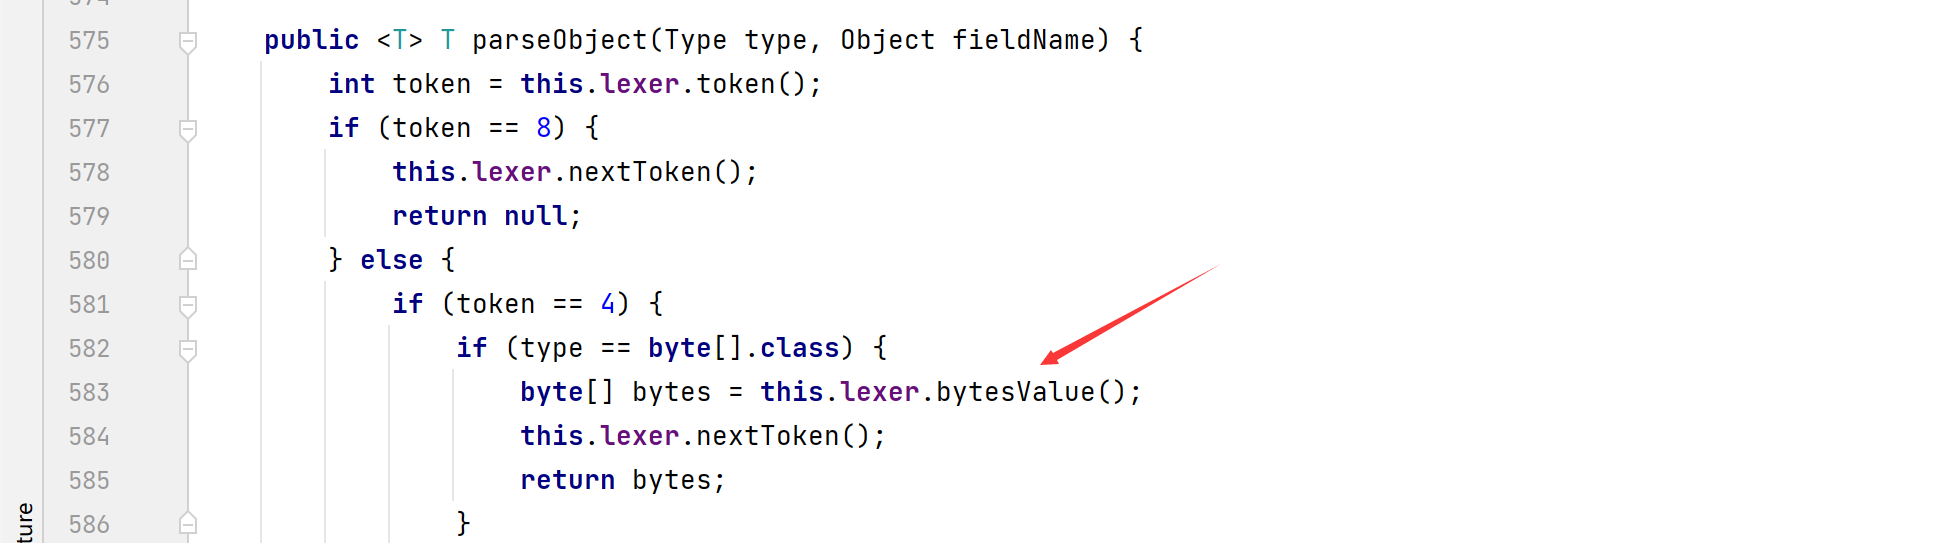 575 public <T> T parseObject(Type type, Object fieldName) {
576 int token = this.lexer.token();
577 if (token == 8) {
578 this.lexer.nextToken();
579 return null;
580 } else {
581 if (token == 4) {
582 if (type == byte[].class) {
583 byte[] bytes = this.lexer.bytesValue();
584 this.lexer.nextToken();
585 return bytes;
586 }
ture